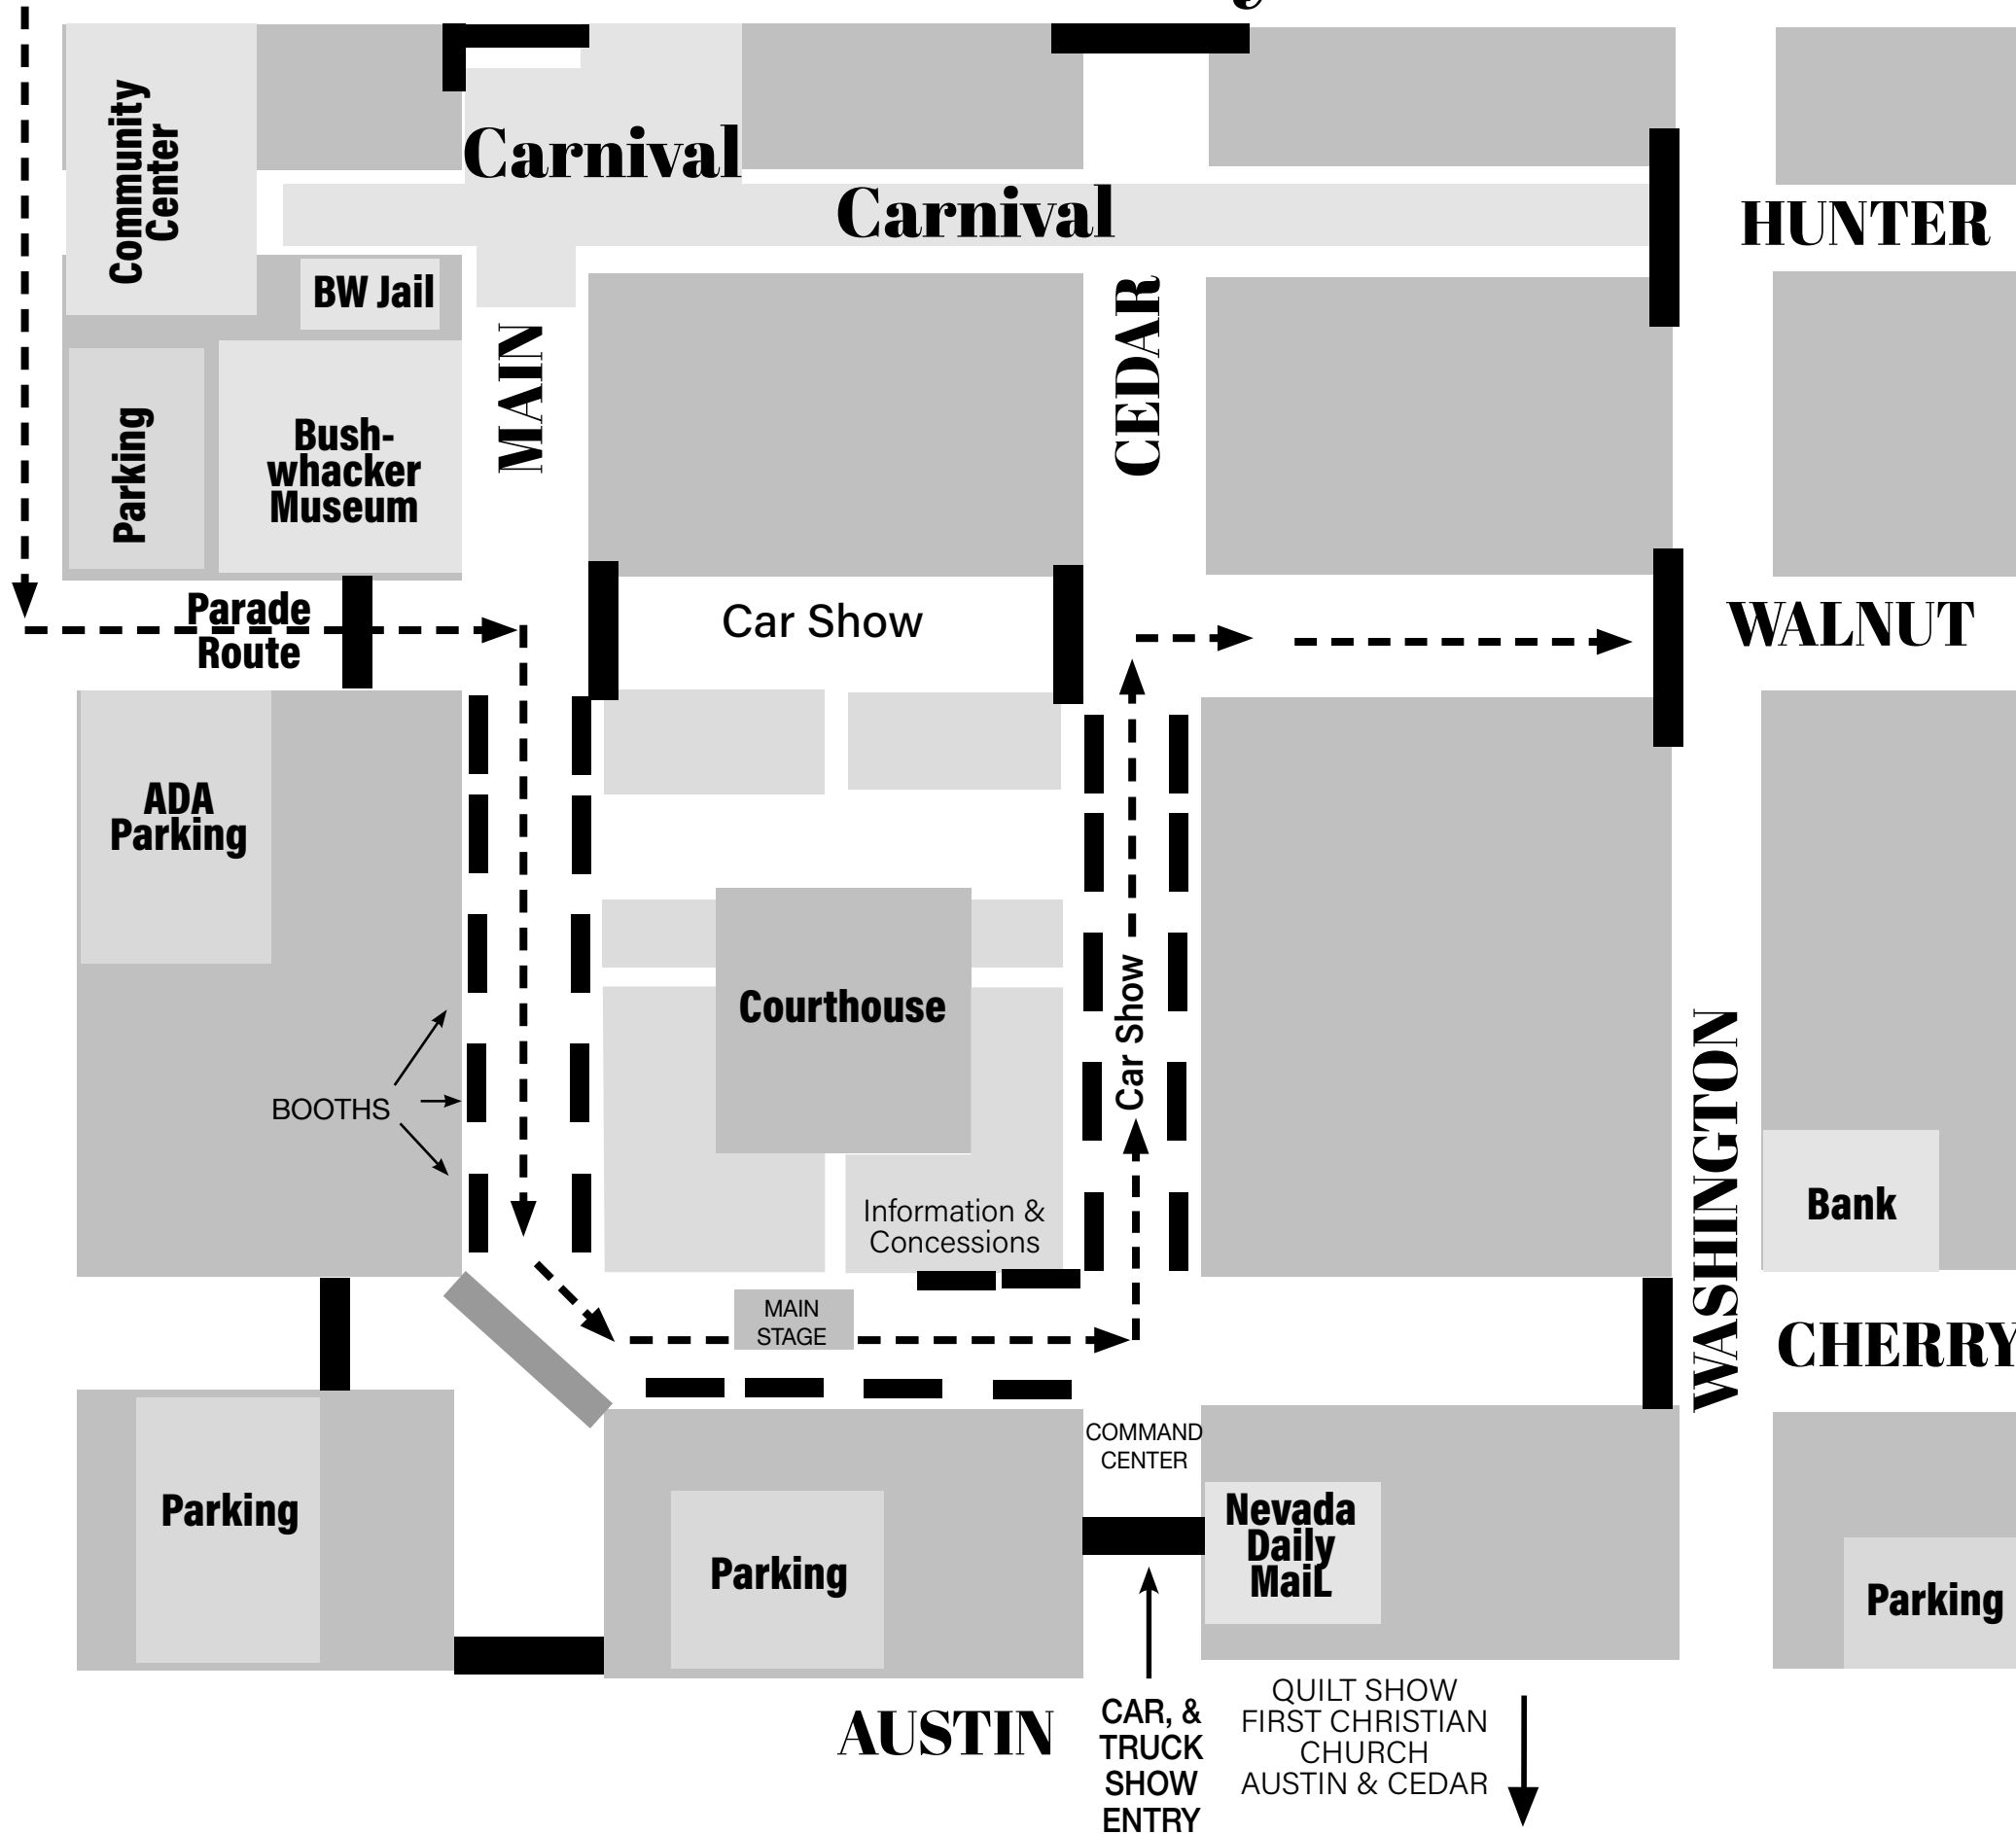 Community
Center
Carnival
Carnival
HUNTER
BW Jail
MAIN
CEDAR
Parking
Bush-
whacker
Museum
Parade
Route
Car Show
WALNUT
ADA
Parking
Courthouse
Car Show
BOOTHS
WASHINGTON
Bank
Information &
Concessions
MAIN
STAGE
CHERRY
COMMAND
CENTER
Parking
Parking
Nevada
Daily
MaiL
Parking
AUSTIN
CAR, &
TRUCK
SHOW
ENTRY
QUILT SHOW
FIRST CHRISTIAN
CHURCH
AUSTIN & CEDAR